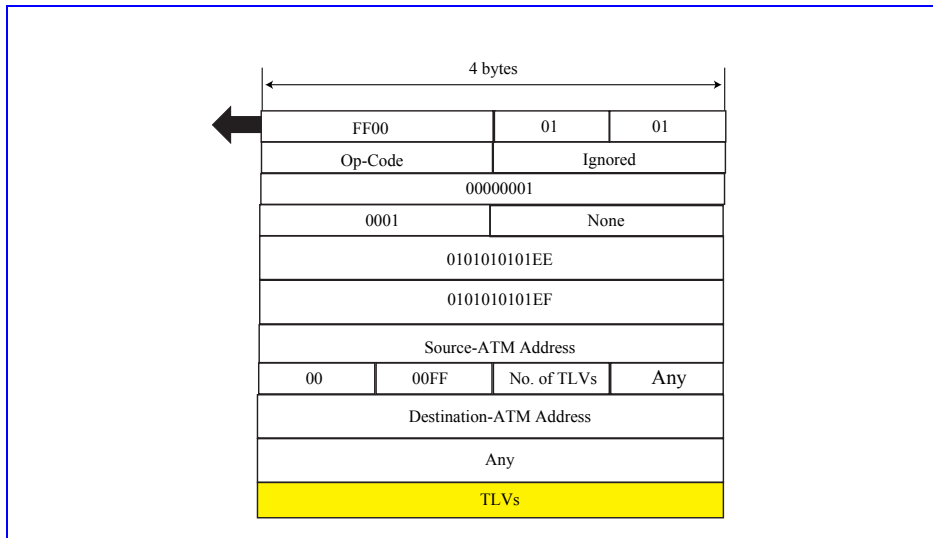 4 bytes
FF00 01 01
Op-Code Ignored
00000001
0001 None
0101010101EE
0101010101EF
Source-ATM Address
00 00FF No. of TLVs Any
Destination-ATM Address
Any
TLVs